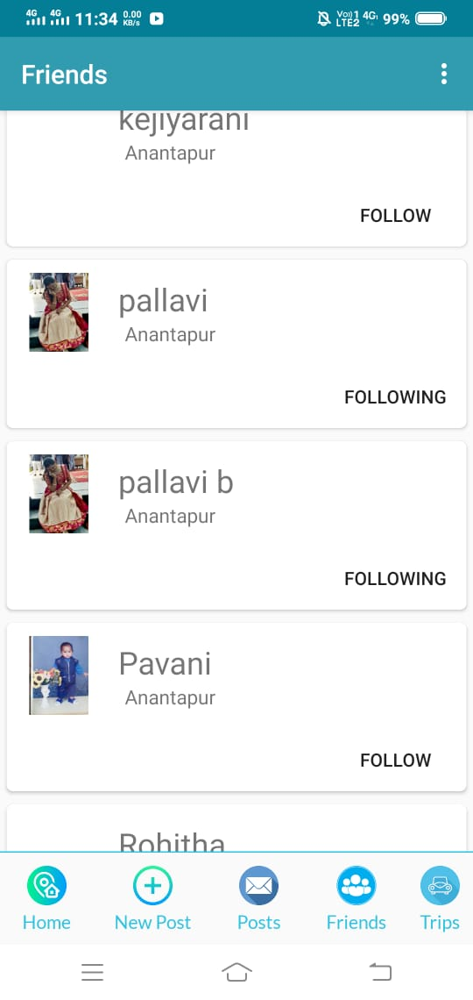 4G 4G 11:34 0.00 KB/s Vo)) 1 4G LTE2 99%
Friends
kejiyarani
Anantapur
FOLLOW
pallavi
Anantapur
FOLLOWING
pallavi b
Anantapur
FOLLOWING
Pavani
Anantapur
FOLLOW
Rohitha
Home New Post Posts Friends Trips